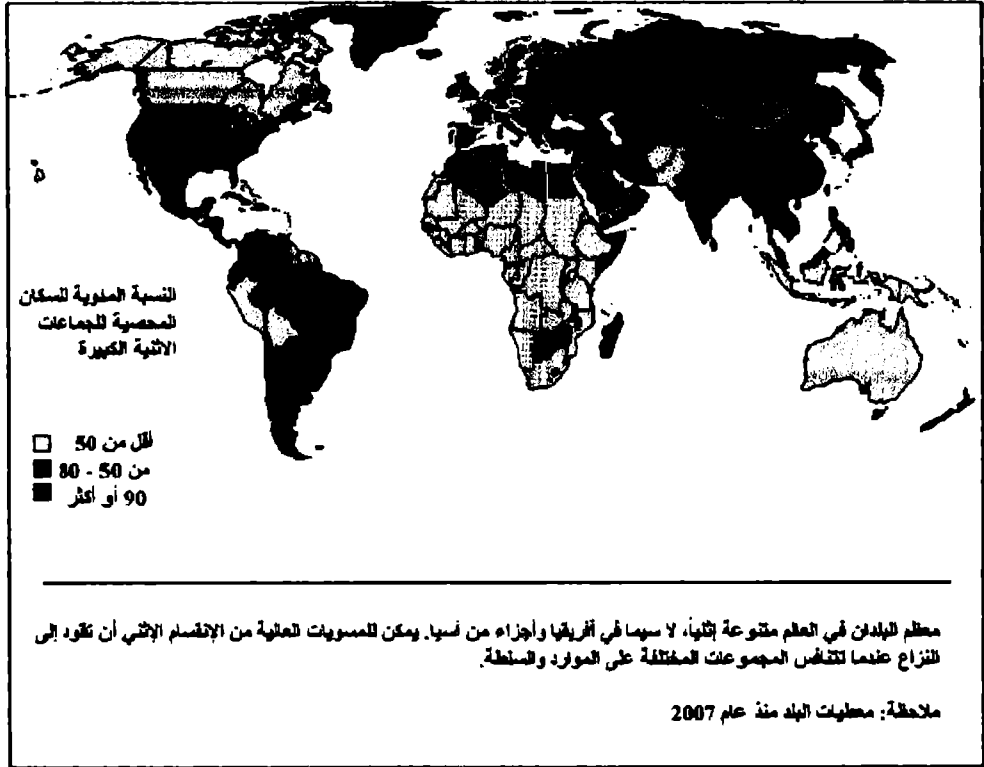 النسبة المئوية للسكان
المحصية للجماعات
الاثنية الكبيرة
أقل من 50
من 50 - 80
90 أو أكثر
معظم البلدان في العالم متنوعة إثنياً، لا سيما في أفريقيا وأجزاء من آسيا. يمكن للمسويات العالية من الإنقسام الإثني أن تقود إلى
النزاع عندما تتنافس المجموعات المختلفة على الموارد والسلطة.
ملاحظة: معطيات البلد منذ عام 2007